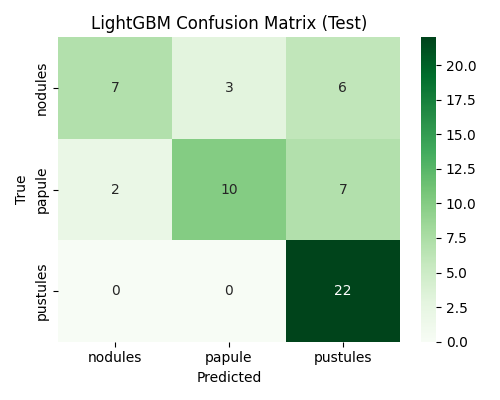 LightGBM Confusion Matrix (Test)
True
nodules
7 3 6
papule
2 10 7
pustules
0 0 22
nodules papule pustules
Predicted
20.0
17.5
15.0
12.5
10.0
7.5
5.0
2.5
0.0